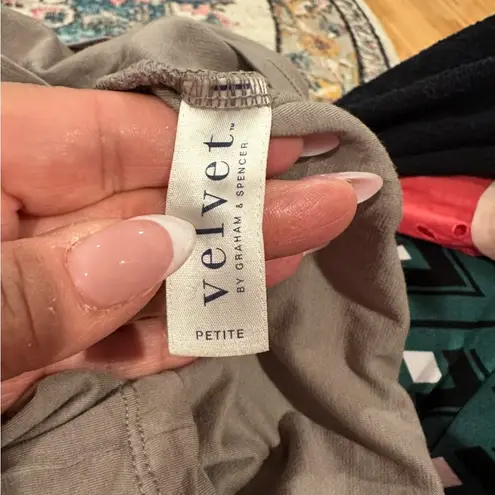 velvet™
BY GRAHAM & SPENCER
PETITE